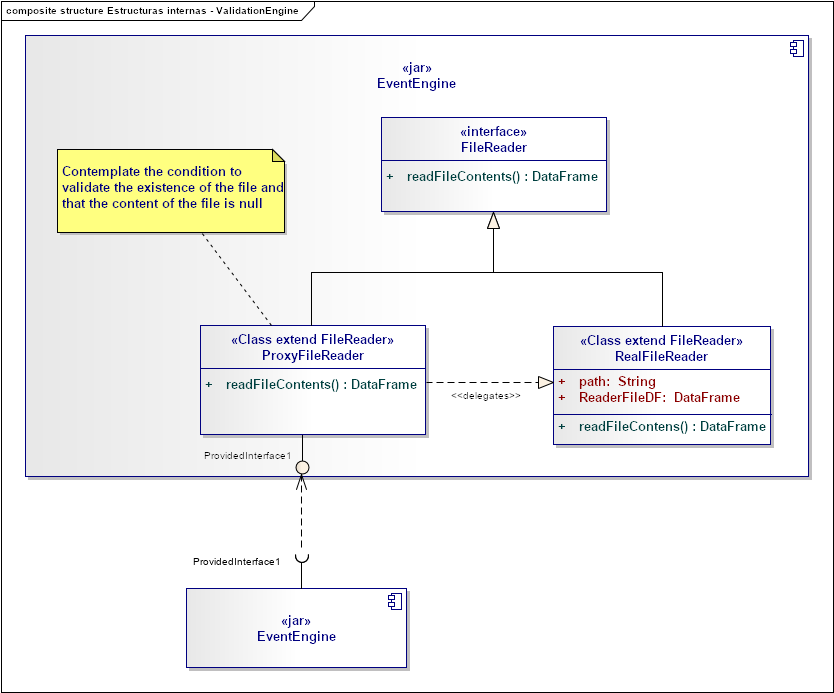 composite structure Estructuras internas - ValidationEngine
«jar»
EventEngine
«interface»
FileReader
+ readFileContents() : DataFrame
Contemplate the condition to
validate the existence of the file and
that the content of the file is null
«Class extend FileReader»
ProxyFileReader
+ readFileContents() : DataFrame
«Class extend FileReader»
RealFileReader
+ path: String
+ ReaderFileDF: DataFrame
+ readFileContens() : DataFrame
<<delegates>>
ProvidedInterface1
ProvidedInterface1
«jar»
EventEngine